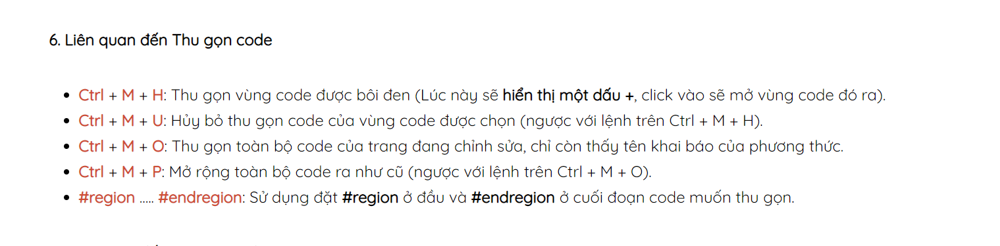 6. Liên quan đến Thu gọn code
Ctrl + M + H: Thu gọn vùng code được bôi đen (Lúc này sẽ hiển thị một dấu +, click vào sẽ mở vùng code đó ra).
Ctrl + M + U: Hủy bỏ thu gọn code của vùng code được chọn (ngược với lệnh trên Ctrl + M + H).
Ctrl + M + O: Thu gọn toàn bộ code của trang đang chỉnh sửa, chỉ còn thấy tên khai báo của phương thức.
Ctrl + M + P: Mở rộng toàn bộ code ra như cũ (ngược với lệnh trên Ctrl + M + O).
#region ..... #endregion: Sử dụng đặt #region ở đầu và #endregion ở cuối đoạn code muốn thu gọn.